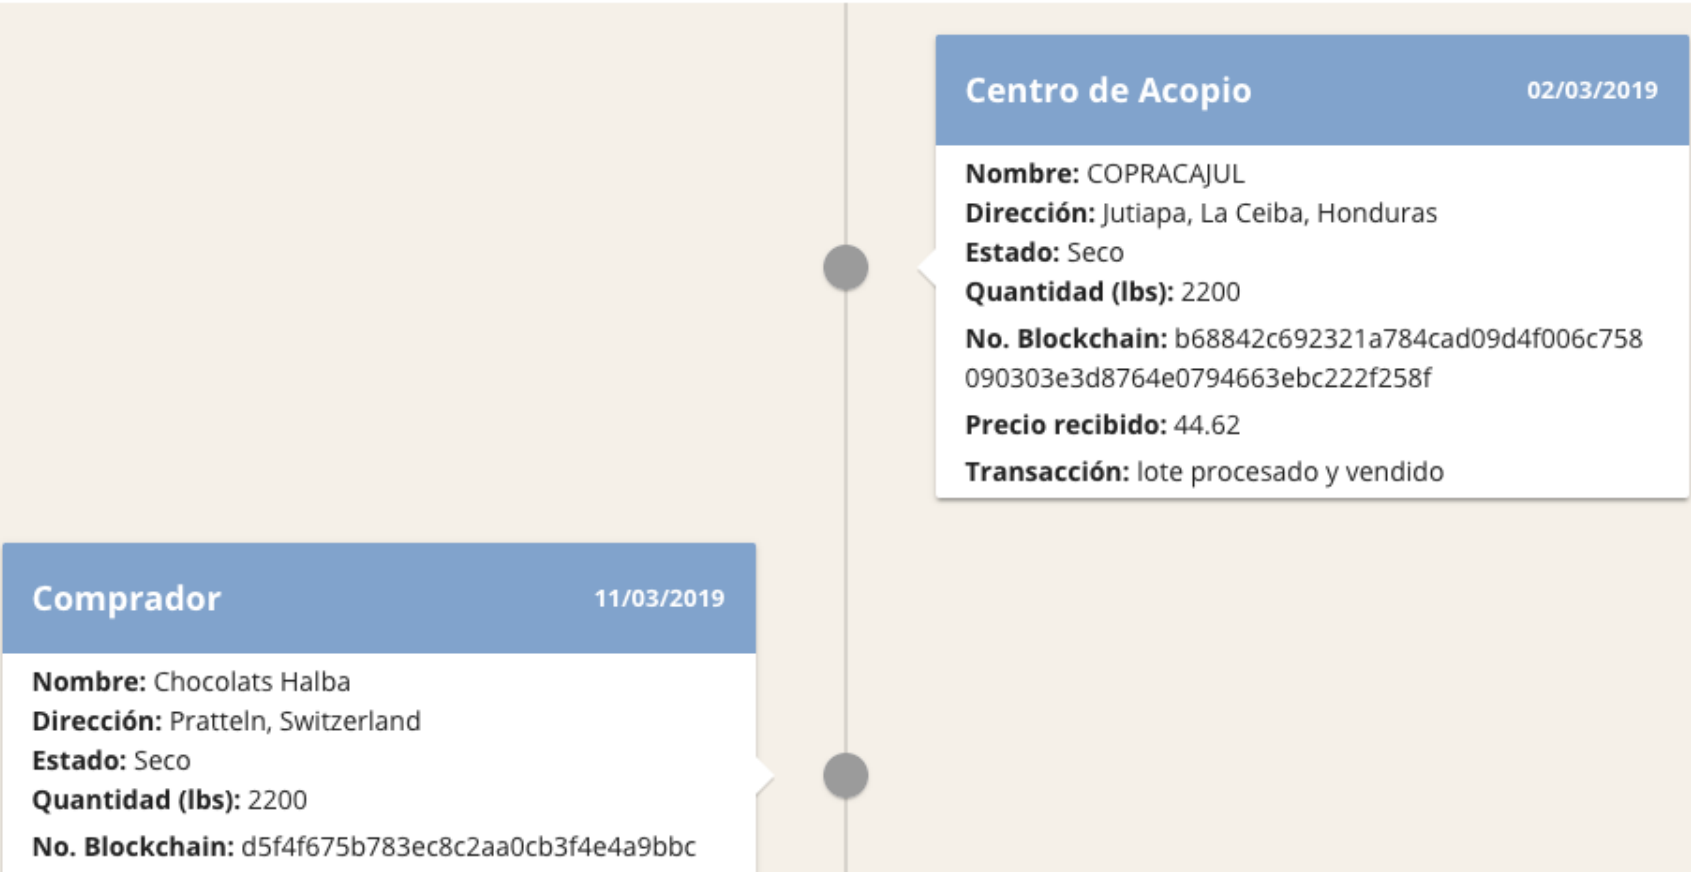 Centro de Acopio 02/03/2019
Nombre: COPRACAJUL
Dirección: Jutiapa, La Ceiba, Honduras
Estado: Seco
Quantidad (lbs): 2200
No. Blockchain: b68842c692321a784cad09d4f006c758
090303e3d8764e0794663ebc222f258f
Precio recibido: 44.62
Transacción: lote procesado y vendido
Comprador 11/03/2019
Nombre: Chocolats Halba
Dirección: Pratteln, Switzerland
Estado: Seco
Quantidad (lbs): 2200
No. Blockchain: d5f4f675b783ec8c2aa0cb3f4e4a9bbc